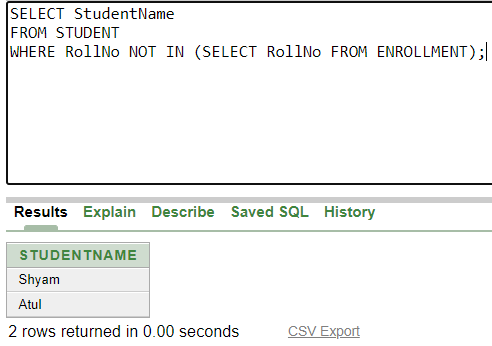 SELECT StudentName
FROM STUDENT
WHERE RollNo NOT IN (SELECT RollNo FROM ENROLLMENT);
Results Explain Describe Saved SQL History
STUDENTNAME
Shyam
Atul
2 rows returned in 0.00 seconds CSV Export